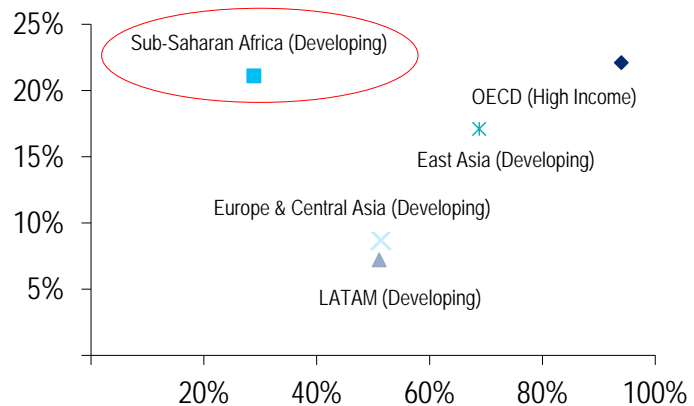 25%
Sub-Saharan Africa (Developing)
20%
OECD (High Income)
15%
East Asia (Developing)
Europe & Central Asia (Developing)
10%
5%
LATAM (Developing)
20% 40% 60% 80% 100%